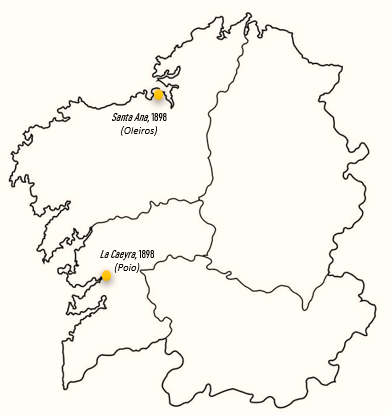 Santa Ana, 1898
(Oleiros)
La Caeyra, 1898
(Poio)